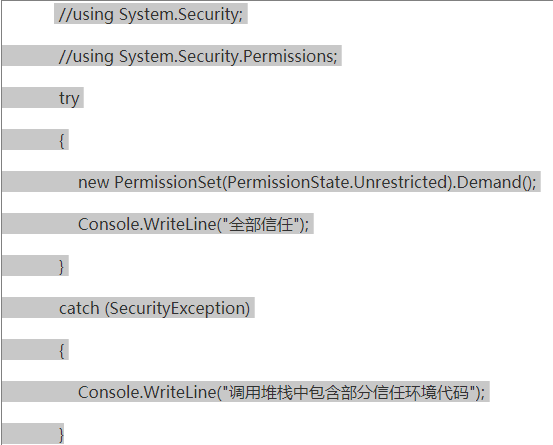 //using System.Security;
//using System.Security.Permissions;
try
{
new PermissionSet(PermissionState.Unrestricted).Demand();
Console.WriteLine("全部信任");
}
catch (SecurityException)
{
Console.WriteLine("调用堆栈中包含部分信任环境代码");
}